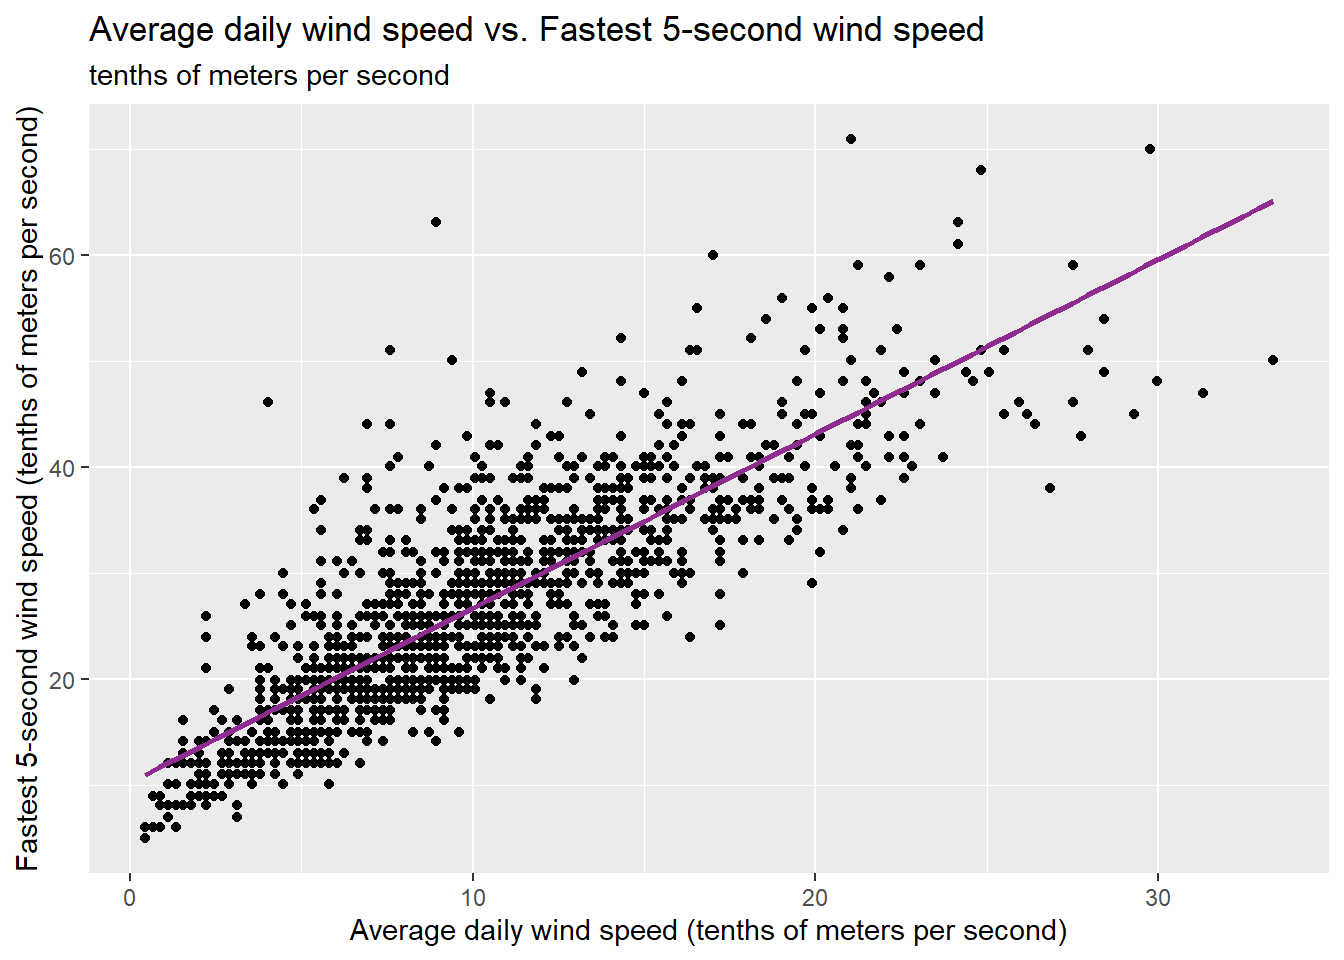 Average daily wind speed vs. Fastest 5-second wind speed
tenths of meters per second
Fastest 5-second wind speed (tenths of meters per second)
60
40
20
0 10 20 30
Average daily wind speed (tenths of meters per second)